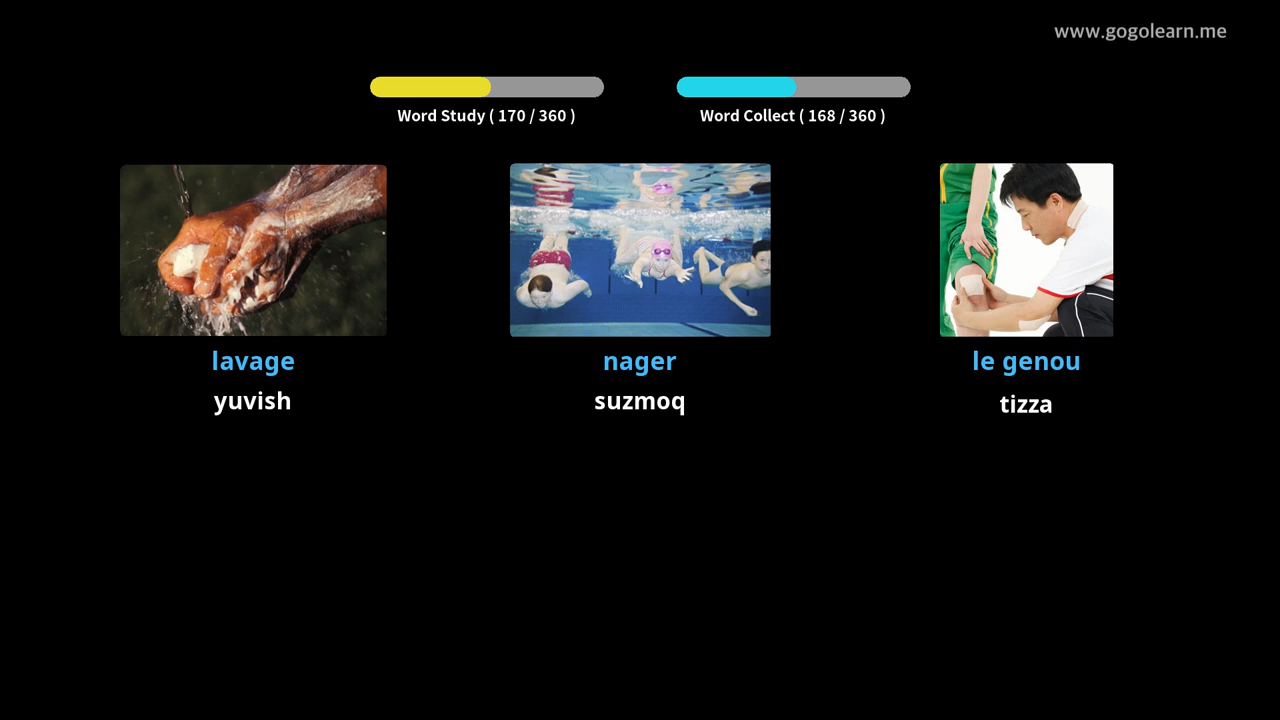 www.gogolearn.me
Word Study ( 170 / 360 )
Word Collect ( 168 / 360 )
lavage
nager
le genou
yuvish
suzmoq
tizza